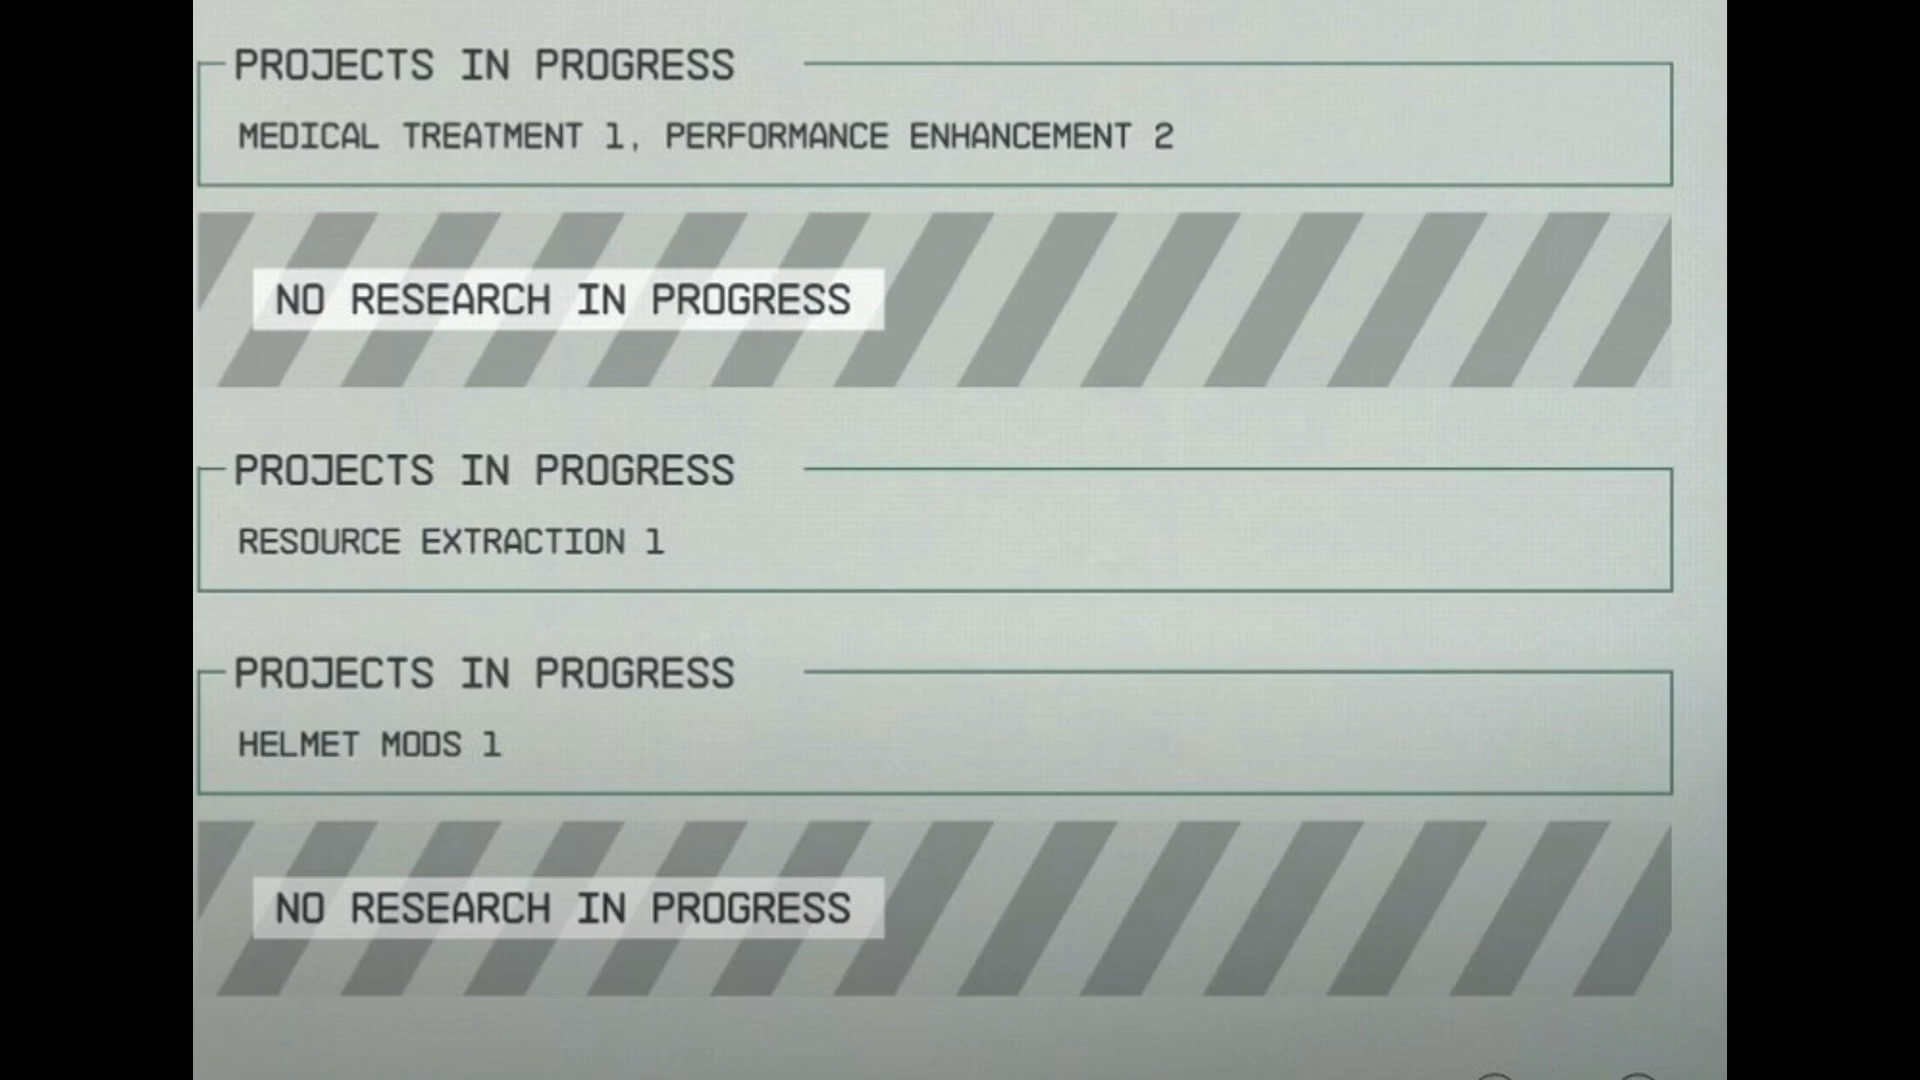 PROJECTS IN PROGRESS
MEDICAL TREATMENT 1, PERFORMANCE ENHANCEMENT 2
NO RESEARCH IN PROGRESS
PROJECTS IN PROGRESS
RESOURCE EXTRACTION 1
PROJECTS IN PROGRESS
HELMET MODS 1
NO RESEARCH IN PROGRESS